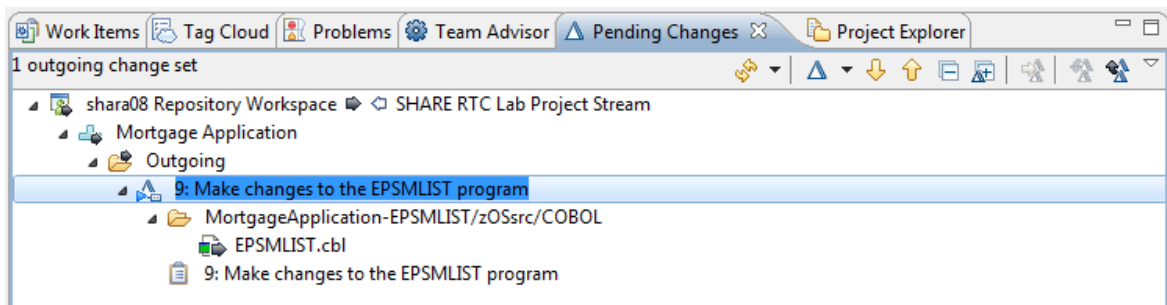 Work Items Tag Cloud Problems Team Advisor Pending Changes Project Explorer
1 outgoing change set
shara08 Repository Workspace SHARE RTC Lab Project Stream
Mortgage Application
Outgoing
9: Make changes to the EPSMLIST program
MortgageApplication-EPSMLIST/zOSsrc/COBOL
EPSMLIST.cbl
9: Make changes to the EPSMLIST program